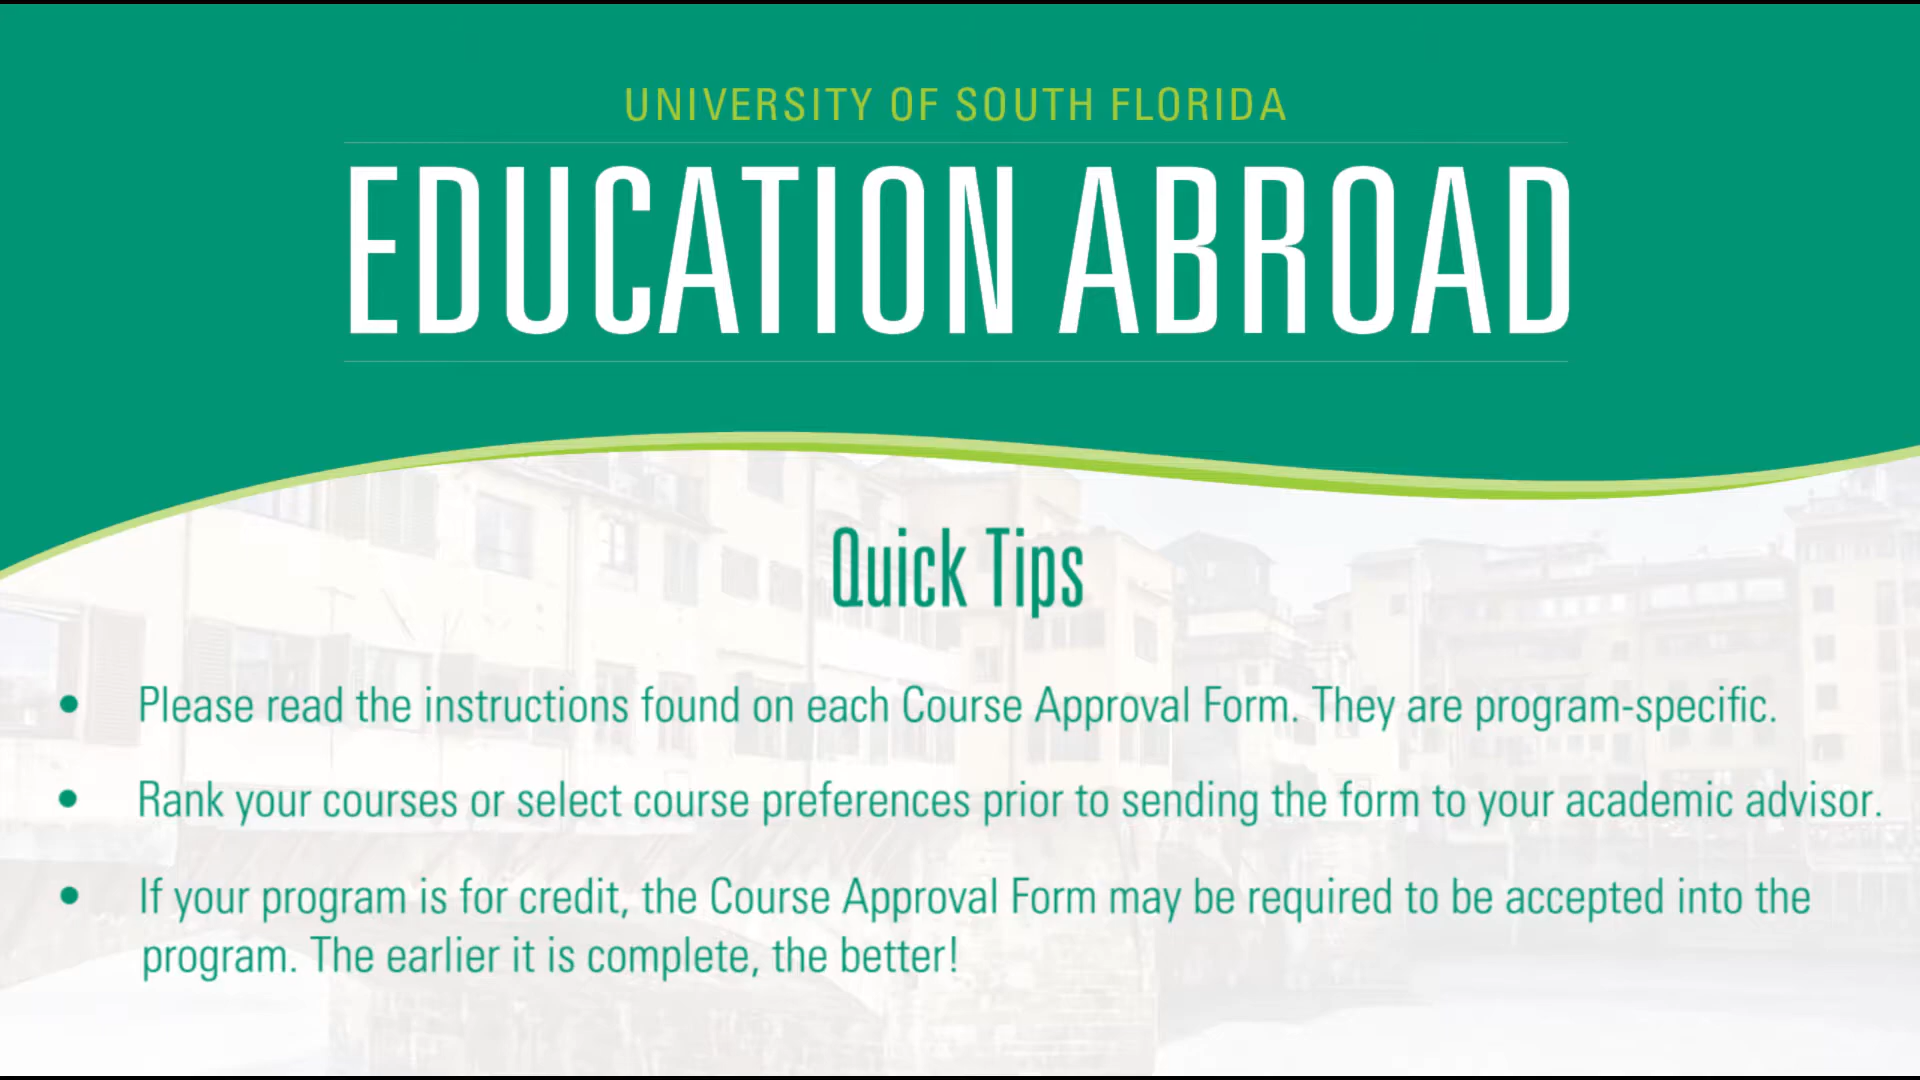 UNIVERSITY OF SOUTH FLORIDA
EDUCATION ABROAD
Quick Tips
• Please read the instructions found on each Course Approval Form. They are program-specific.
• Rank your courses or select course preferences prior to sending the form to your academic advisor.
• If your program is for credit, the Course Approval Form may be required to be accepted into the
program. The earlier it is complete, the better!